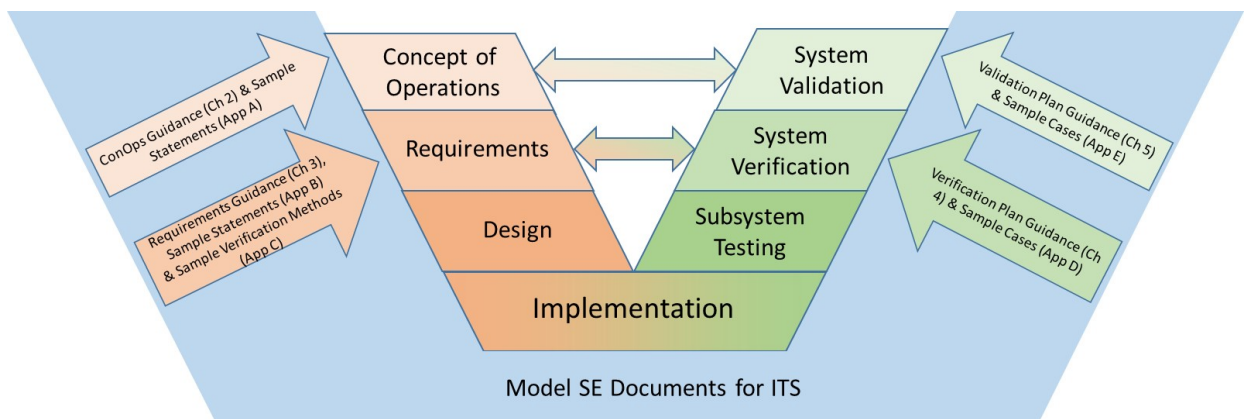 Concept of
Operations
System
Validation
ConOps Guidance (Ch 2) & Sample
Statements (App A)
Validation Plan Guidance (Ch 5)
& Sample Cases (App E)
Requirements
System
Verification
Requirements Guidance (Ch 3),
Sample Statements (App B)
& Sample Verification Methods
(App C)
Verification Plan Guidance (Ch
4) & Sample Cases (App D)
Design
Subsystem
Testing
Implementation
Model SE Documents for ITS